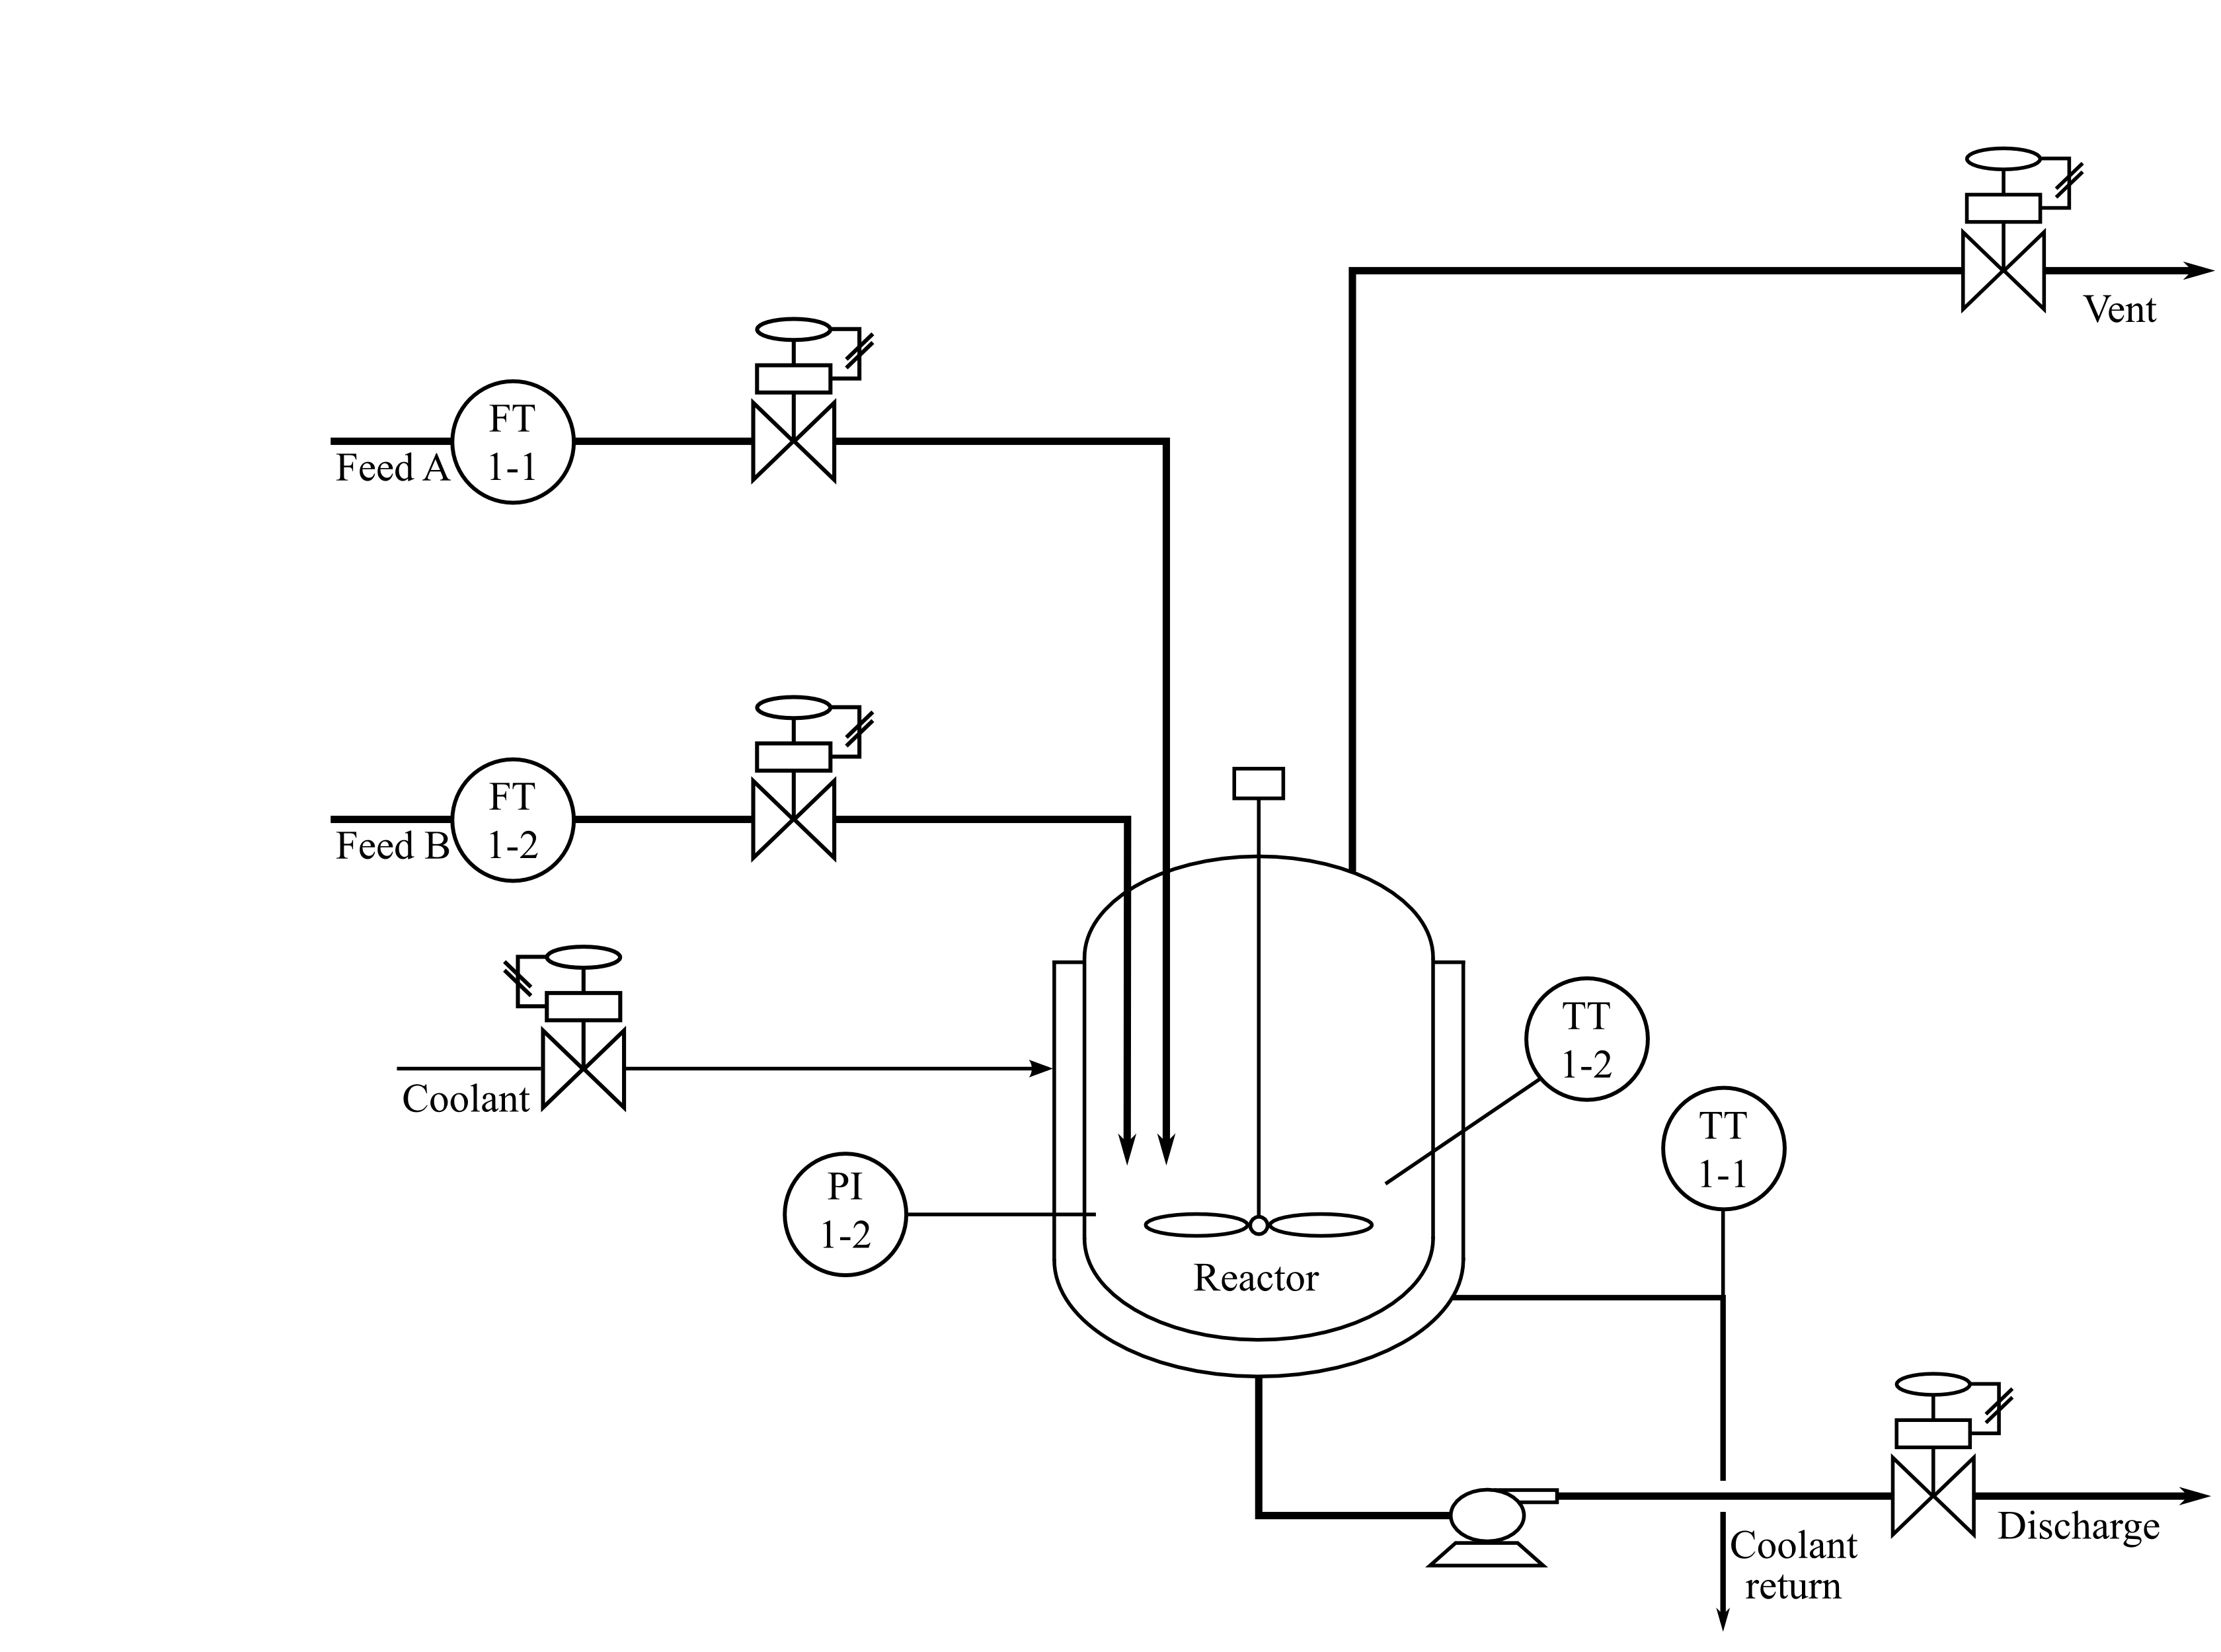 Vent
FT
1-1
Feed A
FT
1-2
Feed B
Coolant
TT
1-2
TT
1-1
PI
1-2
Reactor
Discharge
Coolant
return